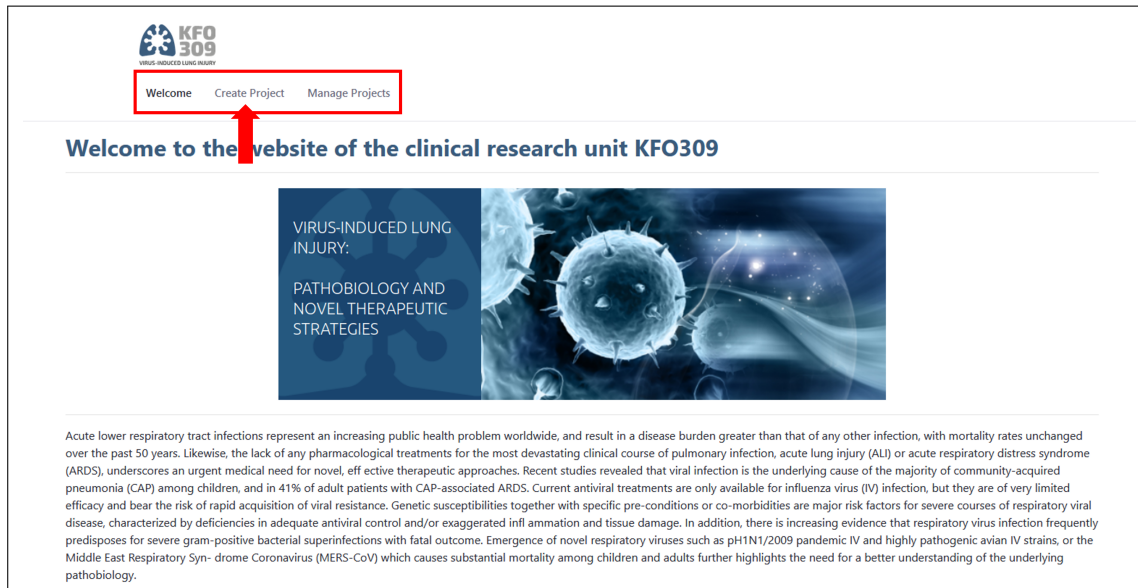 KFO
309
VIRUS-INDUCED LUNG INJURY
Welcome Create Project Manage Projects
Welcome to the website of the clinical research unit KFO309
VIRUS-INDUCED LUNG
INJURY:
PATHOBIOLOGY AND
NOVEL THERAPEUTIC
STRATEGIES
Acute lower respiratory tract infections represent an increasing public health problem worldwide, and result in a disease burden greater than that of any other infection, with mortality rates unchanged
over the past 50 years. Likewise, the lack of any pharmacological treatments for the most devastating clinical course of pulmonary infection, acute lung injury (ALI) or acute respiratory distress syndrome
(ARDS), underscores an urgent medical need for novel, eff ective therapeutic approaches. Recent studies revealed that viral infection is the underlying cause of the majority of community-acquired
pneumonia (CAP) among children, and in 41% of adult patients with CAP-associated ARDS. Current antiviral treatments are only available for influenza virus (IV) infection, but they are of very limited
efficacy and bear the risk of rapid acquisition of viral resistance. Genetic susceptibilities together with specific pre-conditions or co-morbidities are major risk factors for severe courses of respiratory viral
disease, characterized by deficiencies in adequate antiviral control and/or exaggerated infl ammation and tissue damage. In addition, there is increasing evidence that respiratory virus infection frequently
predisposes for severe gram-positive bacterial superinfections with fatal outcome. Emergence of novel respiratory viruses such as pH1N1/2009 pandemic IV and highly pathogenic avian IV strains, or the
Middle East Respiratory Syn- drome Coronavirus (MERS-CoV) which causes substantial mortality among children and adults further highlights the need for a better understanding of the underlying
pathobiology.